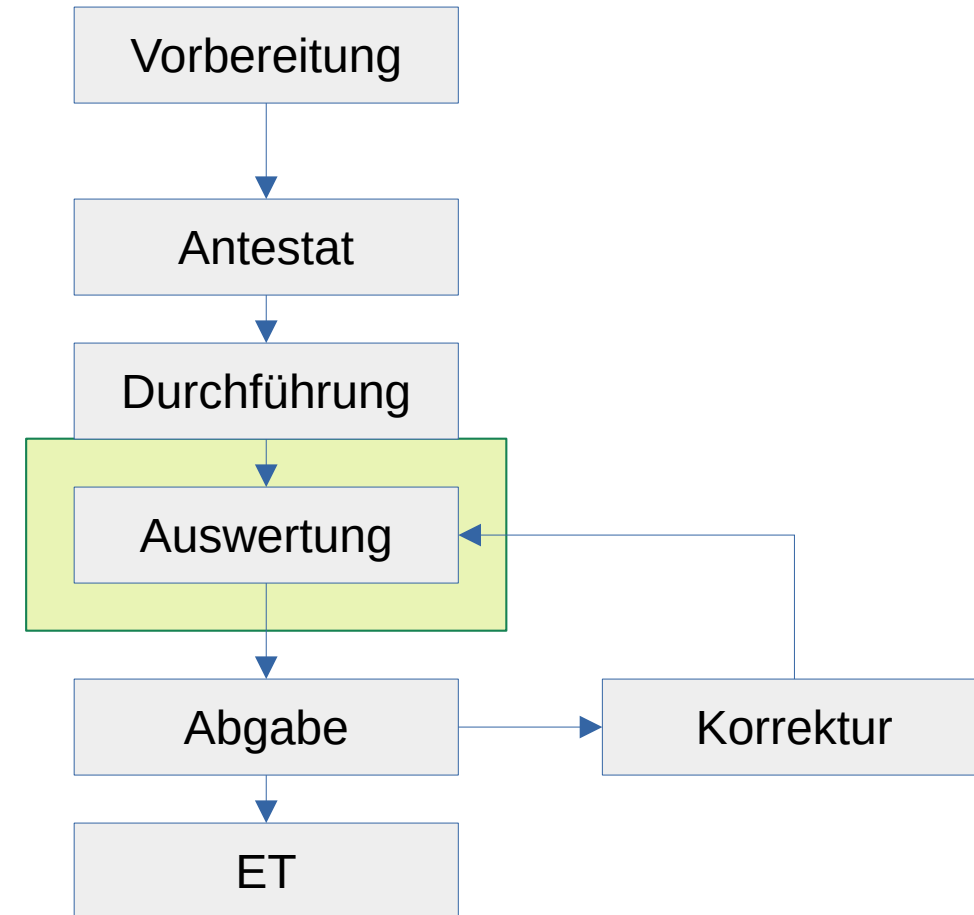 Vorbereitung
Antestat
Durchführung
Auswertung
Abgabe
Korrektur
ET